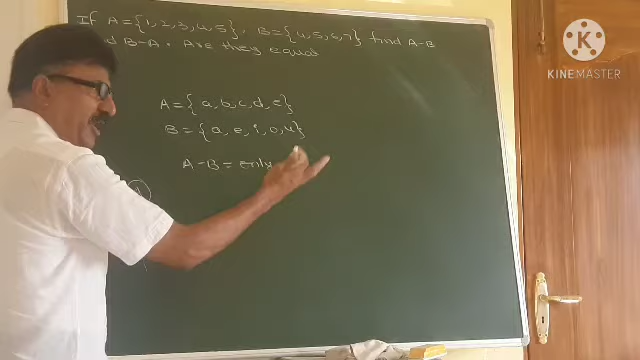 If A={1,2,3,4,5}, B={4,5,6,7} find A-B
B-A. Are they equal
A={a,b,c,d,e}
B={a,e,i,o,u}
A-B= only
KINEMASTER